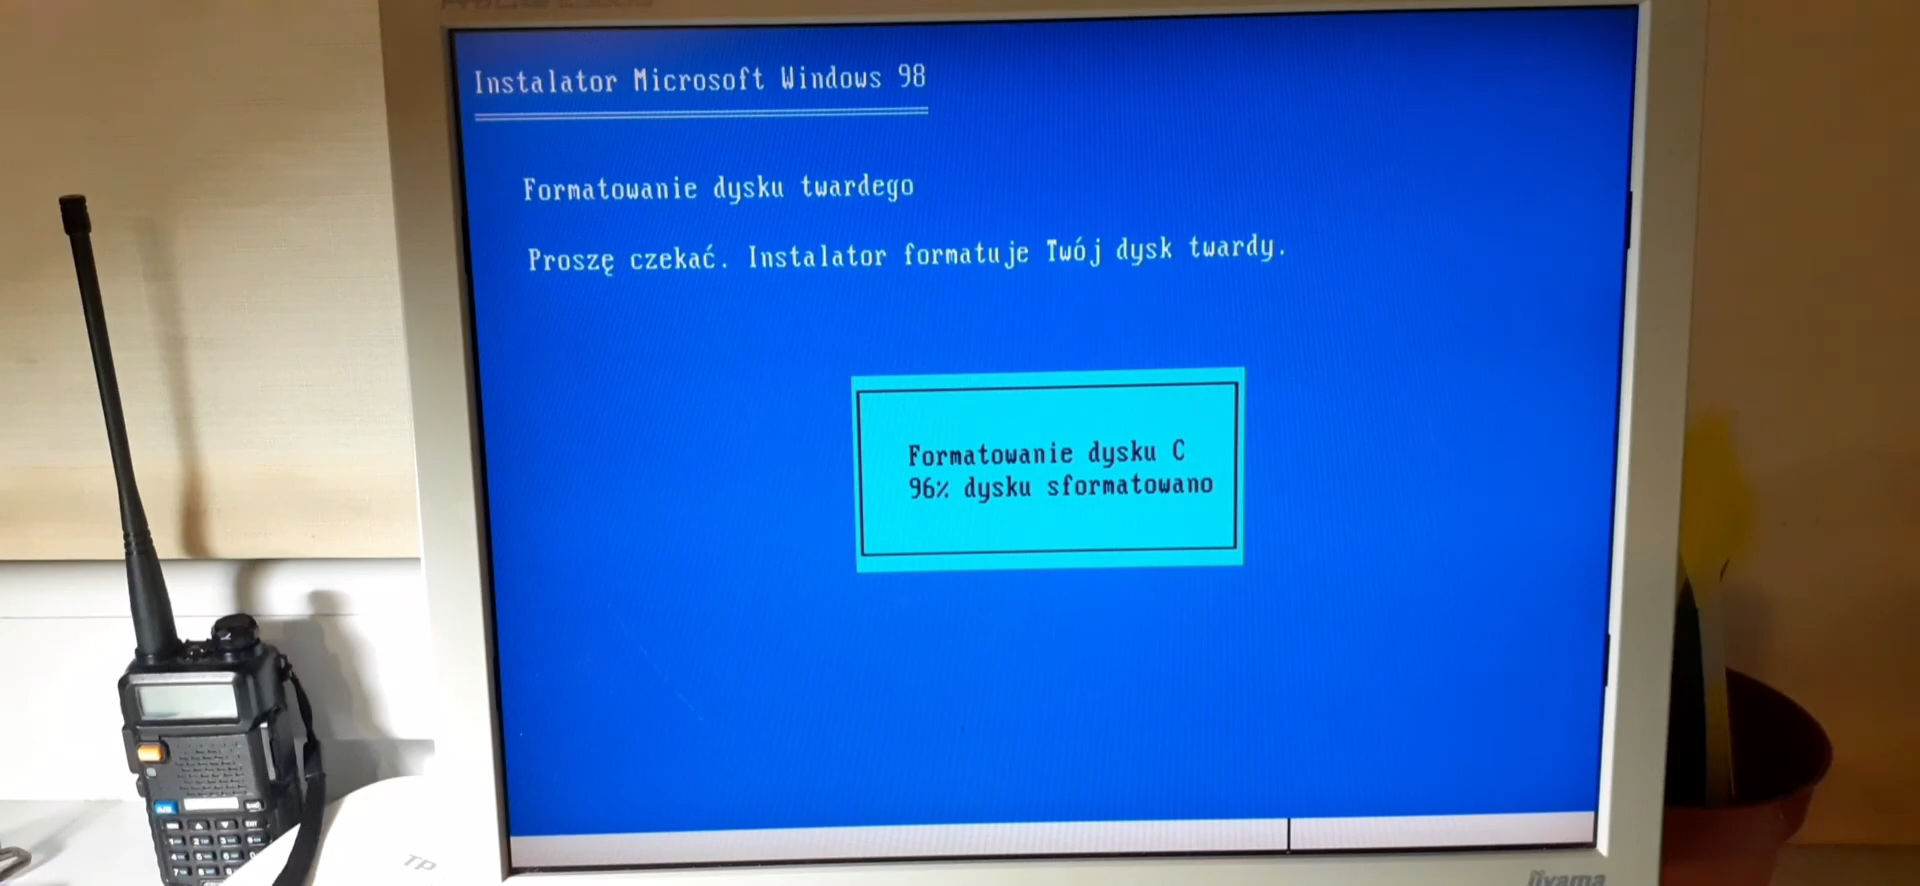 Instalator Microsoft Windows 98
Formatowanie dysku twardego
Proszę czekać. Instalator formatuje Twój dysk twardy.
Formatowanie dysku C
96% dysku sformatowano
TP
iiyama